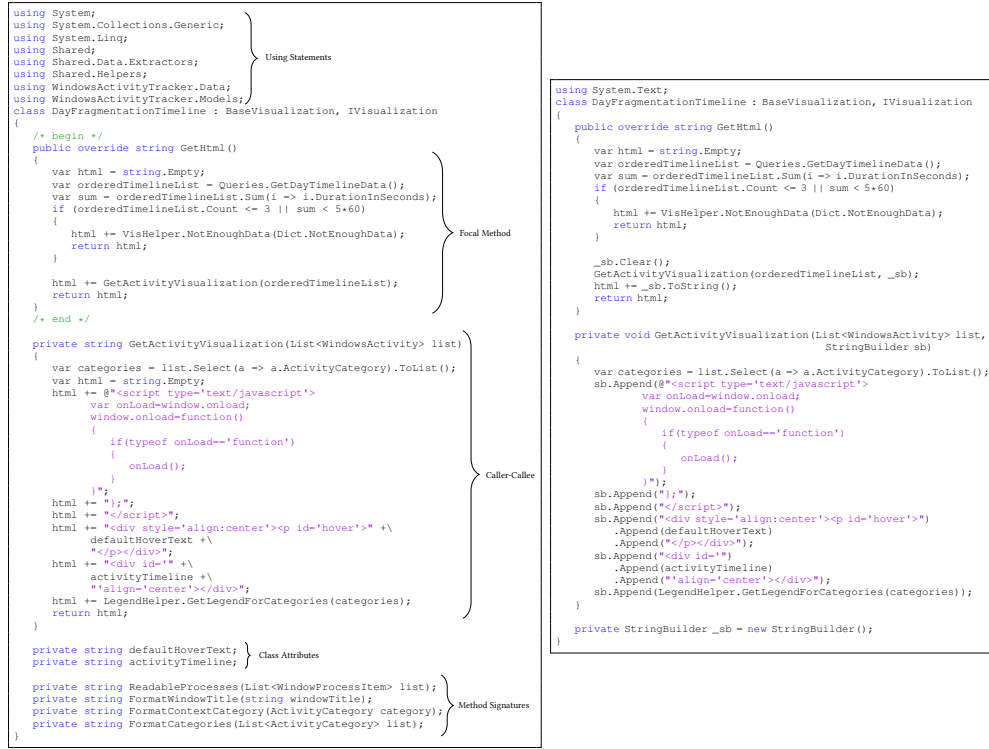 using System;
using System.Collections.Generic;
using System.Linq;
using Shared;
using Shared.Data.Extractors;
using Shared.Helpers;
using WindowsActivityTracker.Data;
using WindowsActivityTracker.Models;
Using Statements
class DayFragmentationTimeline : BaseVisualization, IVisualization
{
/* begin */
public override string GetHtml()
{
var html = string.Empty;
var orderedTimelineList = Queries.GetDayTimelineData();
var sum = orderedTimelineList.Sum(i => i.DurationInSeconds);
if (orderedTimelineList.Count <= 3 || sum < 5*60)
{
html += VisHelper.NotEnoughData(Dict.NotEnoughData);
return html;
}
html += GetActivityVisualization(orderedTimelineList);
return html;
}
/* end */
Focal Method
private string GetActivityVisualization(List<WindowsActivity> list)
{
var categories = list.Select(a => a.ActivityCategory).ToList();
var html = string.Empty;
html += @"<script type='text/javascript'>
var onLoad=window.onload;
window.onload=function()
{
if(typeof onLoad=='function')
{
onLoad();
}
}";
html += "};";
html += "</script>";
html += "<div style='align:center'><p id='hover'>" +\
defaultHoverText +\
"</p></div>";
html += "<div id='" +\
activityTimeline +\
"'align='center'></div>";
html += LegendHelper.GetLegendForCategories(categories);
return html;
}
Caller-Callee
private string defaultHoverText;
private string activityTimeline;
Class Attributes
private string ReadableProcesses(List<WindowProcessItem> list);
private string FormatWindowTitle(string windowTitle);
private string FormatContextCategory(ActivityCategory category);
private string FormatCategories(List<ActivityCategory> list);
Method Signatures
}
using System.Text;
class DayFragmentationTimeline : BaseVisualization, IVisualization
{
public override string GetHtml()
{
var html = string.Empty;
var orderedTimelineList = Queries.GetDayTimelineData();
var sum = orderedTimelineList.Sum(i => i.DurationInSeconds);
if (orderedTimelineList.Count <= 3 || sum < 5*60)
{
html += VisHelper.NotEnoughData(Dict.NotEnoughData);
return html;
}
_sb.Clear();
GetActivityVisualization(orderedTimelineList, _sb);
html += _sb.ToString();
return html;
}
private void GetActivityVisualization(List<WindowsActivity> list,
StringBuilder sb)
{
var categories = list.Select(a => a.ActivityCategory).ToList();
sb.Append(@"<script type='text/javascript'>
var onLoad=window.onload;
window.onload=function()
{
if(typeof onLoad=='function')
{
onLoad();
}
}");
sb.Append("};");
sb.Append("</script>");
sb.Append("<div style='align:center'><p id='hover'>")
.Append(defaultHoverText)
.Append("</p></div>");
sb.Append("<div id='")
.Append(activityTimeline)
.Append("'align='center'></div>");
sb.Append(LegendHelper.GetLegendForCategories(categories));
}
private StringBuilder _sb = new StringBuilder();
}